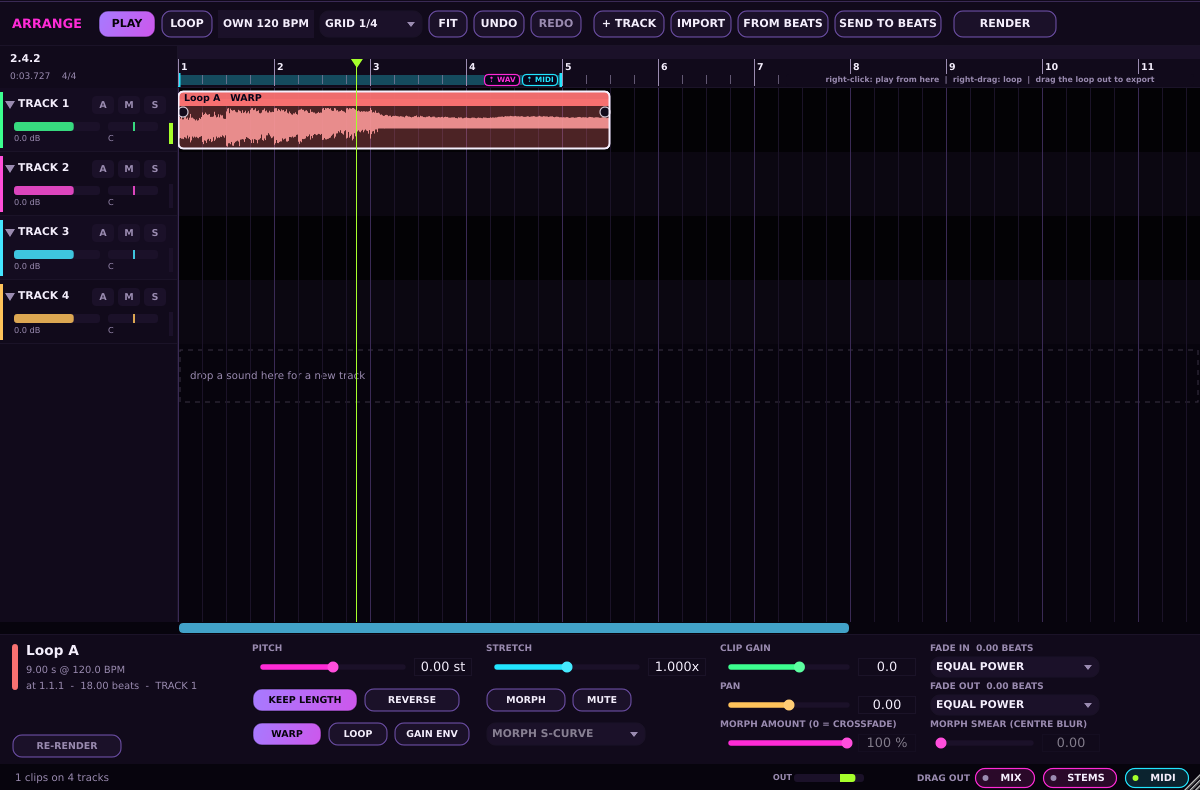 ARRANGE PLAY LOOP OWN 120 BPM GRID 1/4 FIT UNDO REDO + TRACK IMPORT FROM BEATS SEND TO BEATS RENDER
2.4.2
0:03.727 4/4
1 2 3 4 5 6 7 8 9 10 11
↑ WAV ↑ MIDI right-click: play from here | right-drag: loop | drag the loop out to export
TRACK 1 A M S
0.0 dB C
Loop A WARP
TRACK 2 A M S
0.0 dB C
TRACK 3 A M S
0.0 dB C
TRACK 4 A M S
0.0 dB C
drop a sound here for a new track
Loop A
9.00 s @ 120.0 BPM
at 1.1.1 - 18.00 beats - TRACK 1
RE-RENDER
PITCH STRETCH
0.00 st 1.000x
KEEP LENGTH REVERSE MORPH MUTE
WARP LOOP GAIN ENV MORPH S-CURVE
CLIP GAIN FADE IN 0.00 BEATS
0.0 EQUAL POWER
PAN FADE OUT 0.00 BEATS
0.00 EQUAL POWER
MORPH AMOUNT (0 = CROSSFADE) MORPH SMEAR (CENTRE BLUR)
100 % 0.00
1 clips on 4 tracks OUT DRAG OUT MIX STEMS MIDI